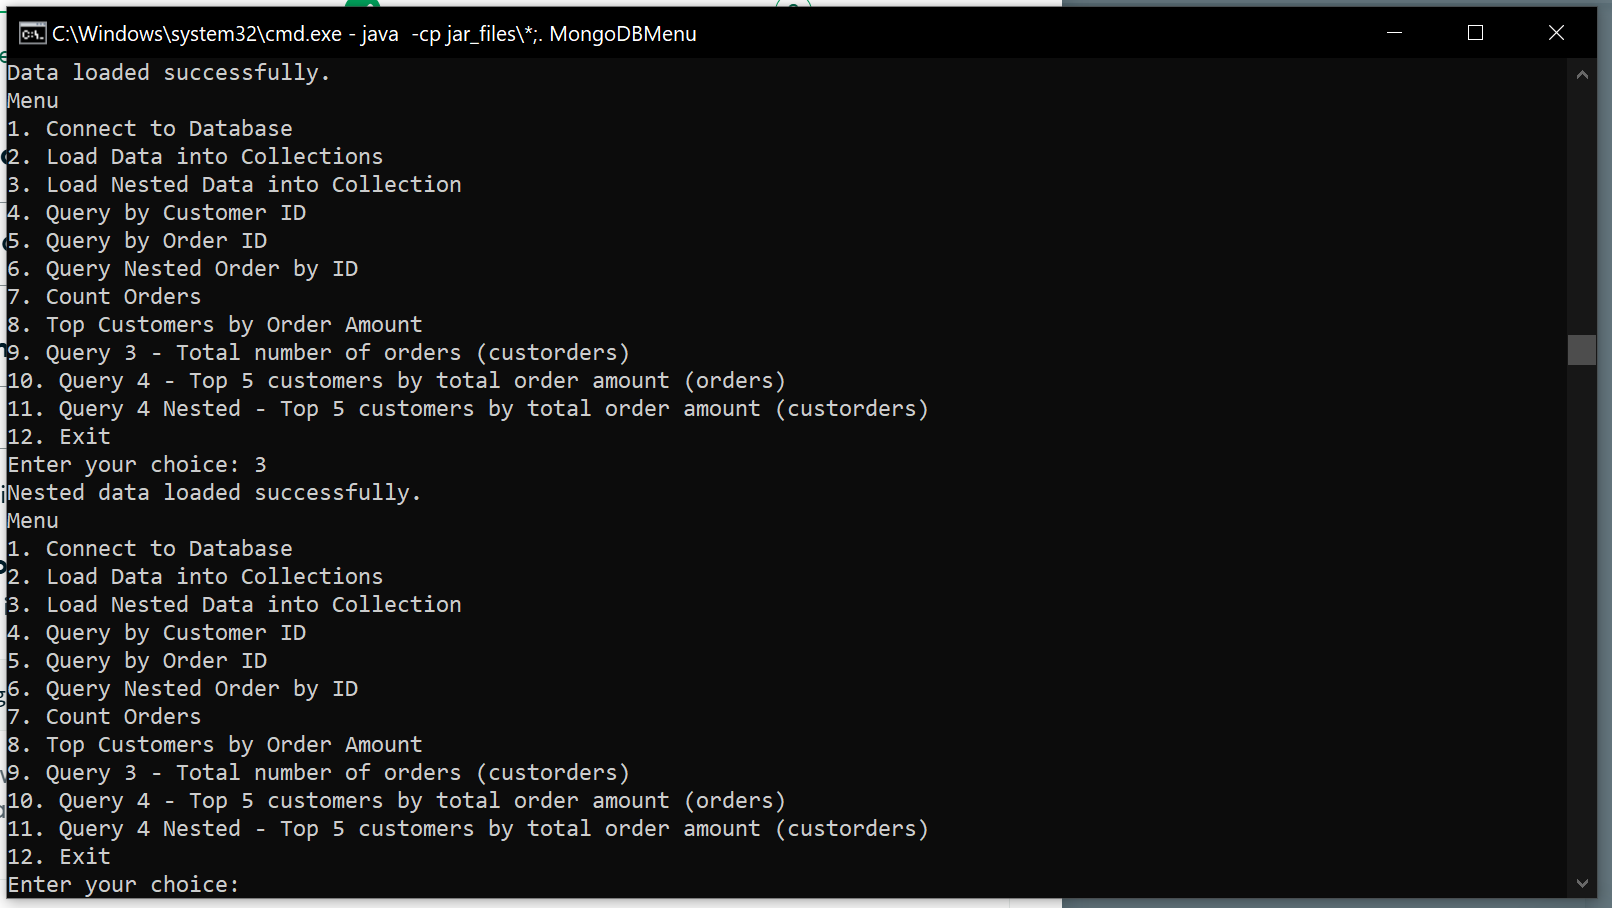 C:\Windows\system32\cmd.exe - java  -cp jar_files\*;. MongoDBMenu
Data loaded successfully.
Menu
1. Connect to Database
2. Load Data into Collections
3. Load Nested Data into Collection
4. Query by Customer ID
5. Query by Order ID
6. Query Nested Order by ID
7. Count Orders
8. Top Customers by Order Amount
9. Query 3 - Total number of orders (custorders)
10. Query 4 - Top 5 customers by total order amount (orders)
11. Query 4 Nested - Top 5 customers by total order amount (custorders)
12. Exit
Enter your choice: 3
Nested data loaded successfully.
Menu
1. Connect to Database
2. Load Data into Collections
3. Load Nested Data into Collection
4. Query by Customer ID
5. Query by Order ID
6. Query Nested Order by ID
7. Count Orders
8. Top Customers by Order Amount
9. Query 3 - Total number of orders (custorders)
10. Query 4 - Top 5 customers by total order amount (orders)
11. Query 4 Nested - Top 5 customers by total order amount (custorders)
12. Exit
Enter your choice: